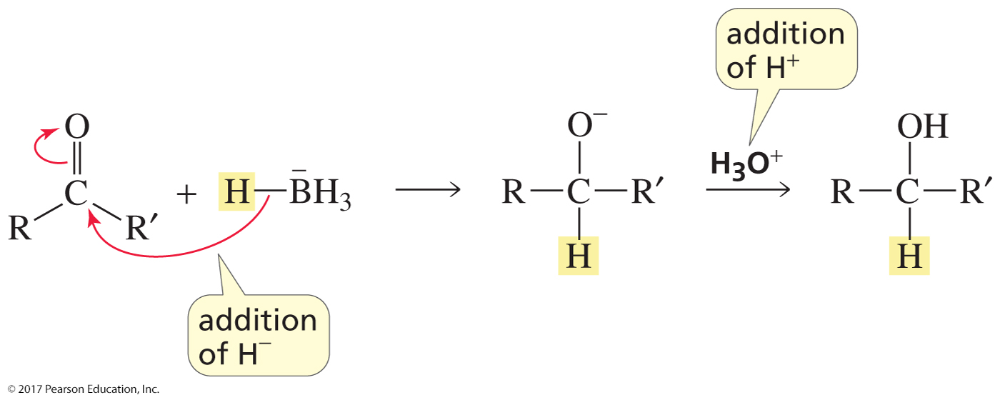 addition
of H⁺
O
C
R
R′
+
H—B̄H₃
O⁻
R—C—R′
H
H₃O⁺
OH
R—C—R′
H
addition
of H⁻
© 2017 Pearson Education, Inc.